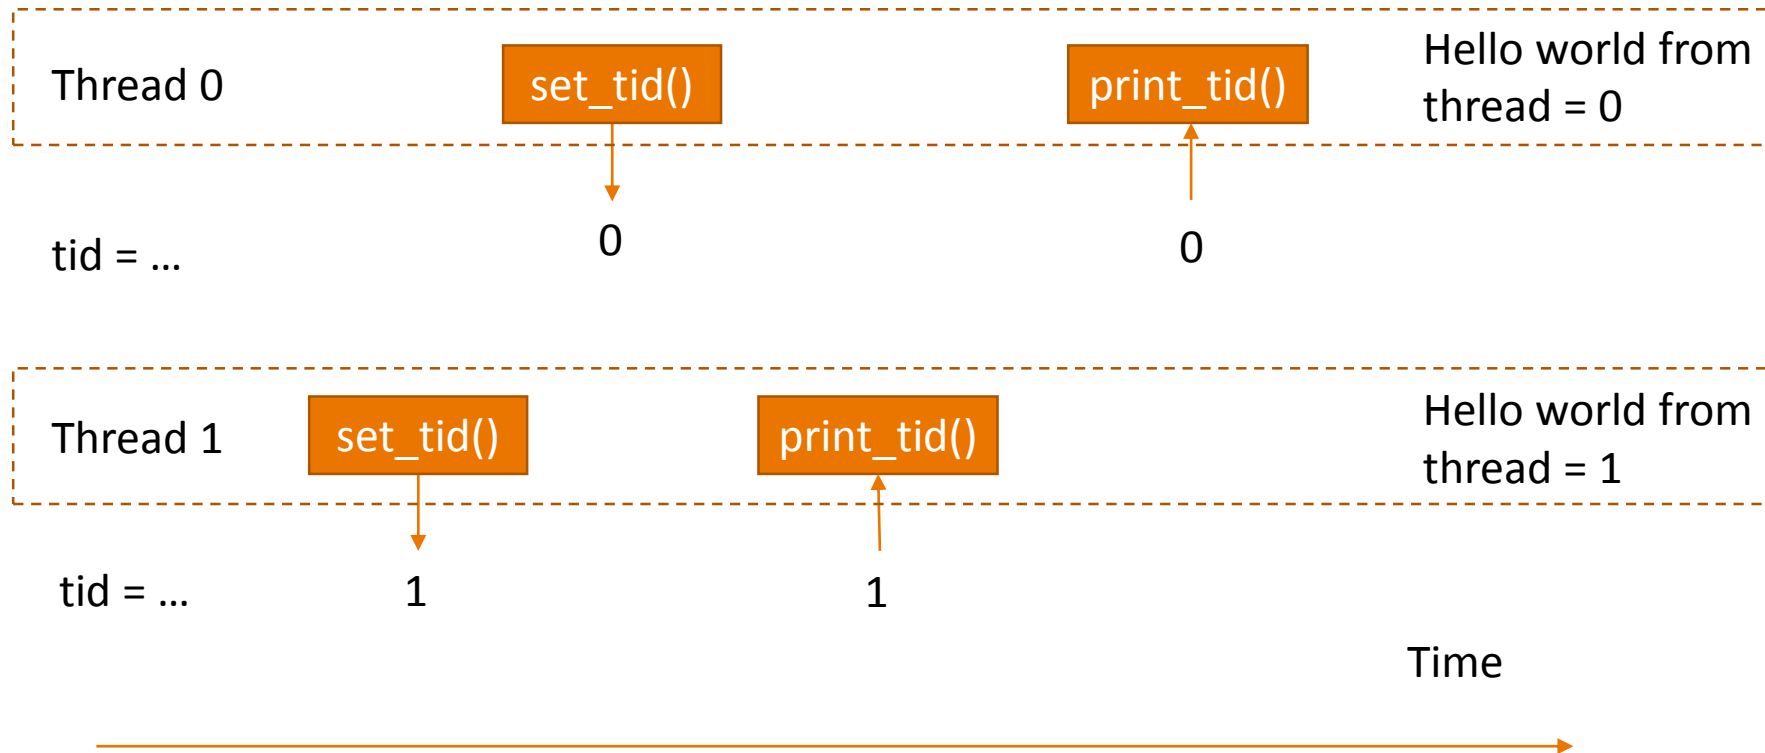 Thread 0
set_tid()
print_tid()
Hello world from
thread = 0
tid = ...
0
0
Thread 1
set_tid()
print_tid()
Hello world from
thread = 1
tid = ...
1
1
Time